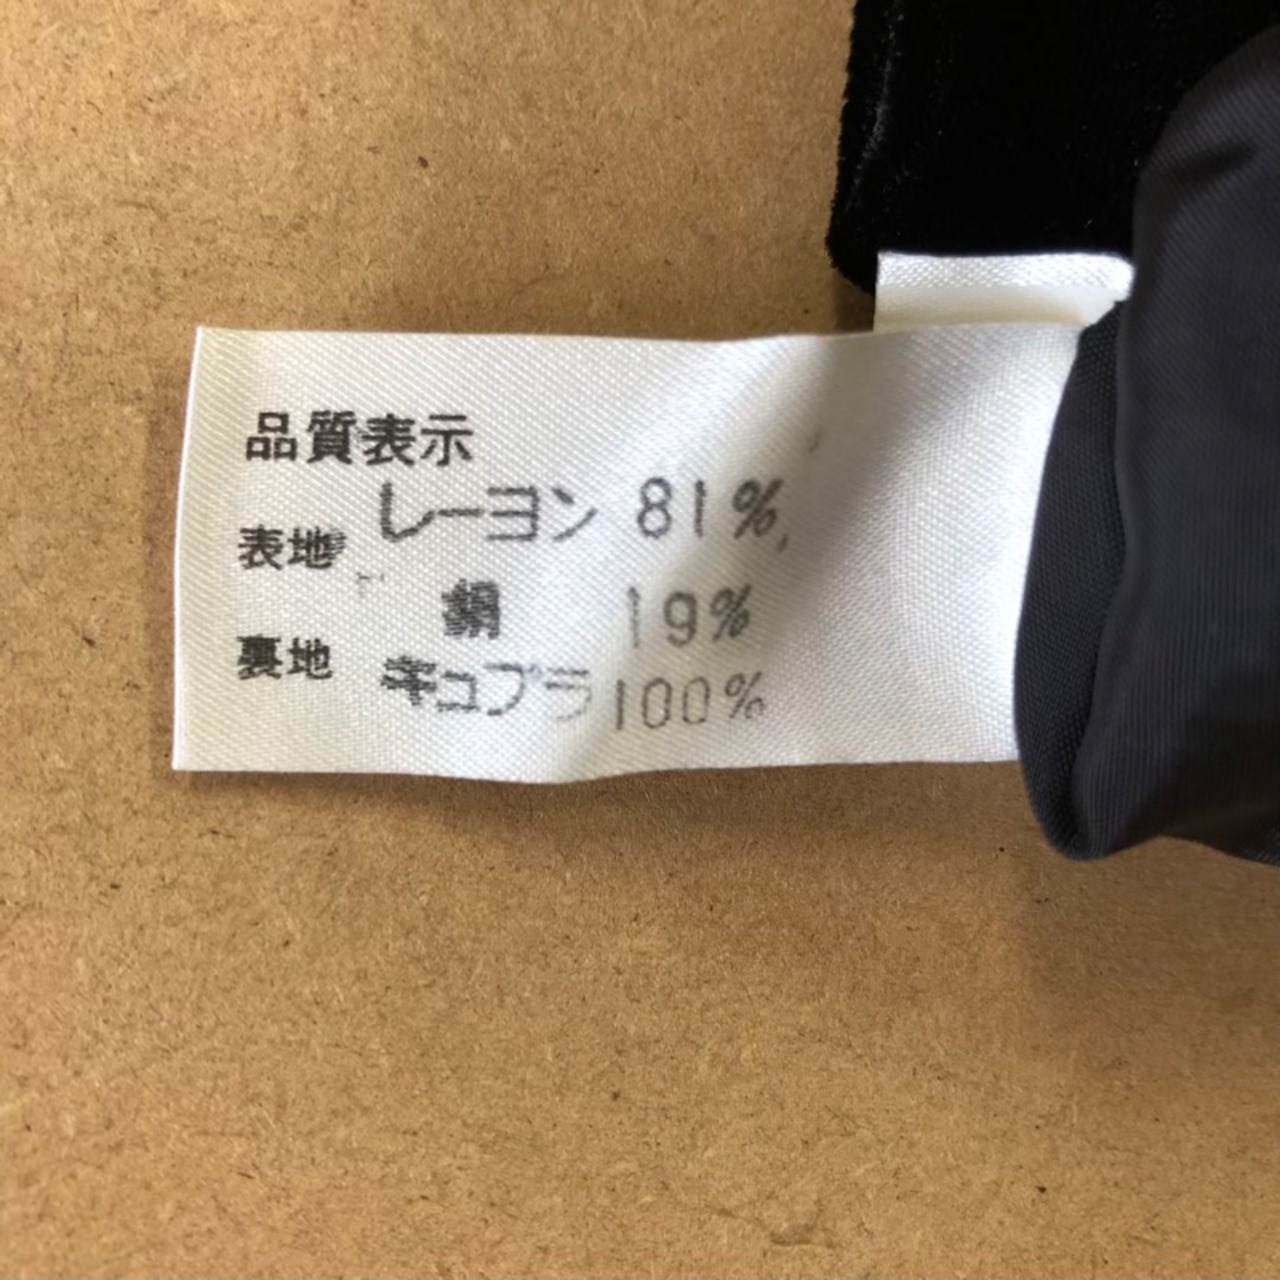 品質表示
表地 レーヨン 81%
絹 19%
裏地 キュプラ 100%